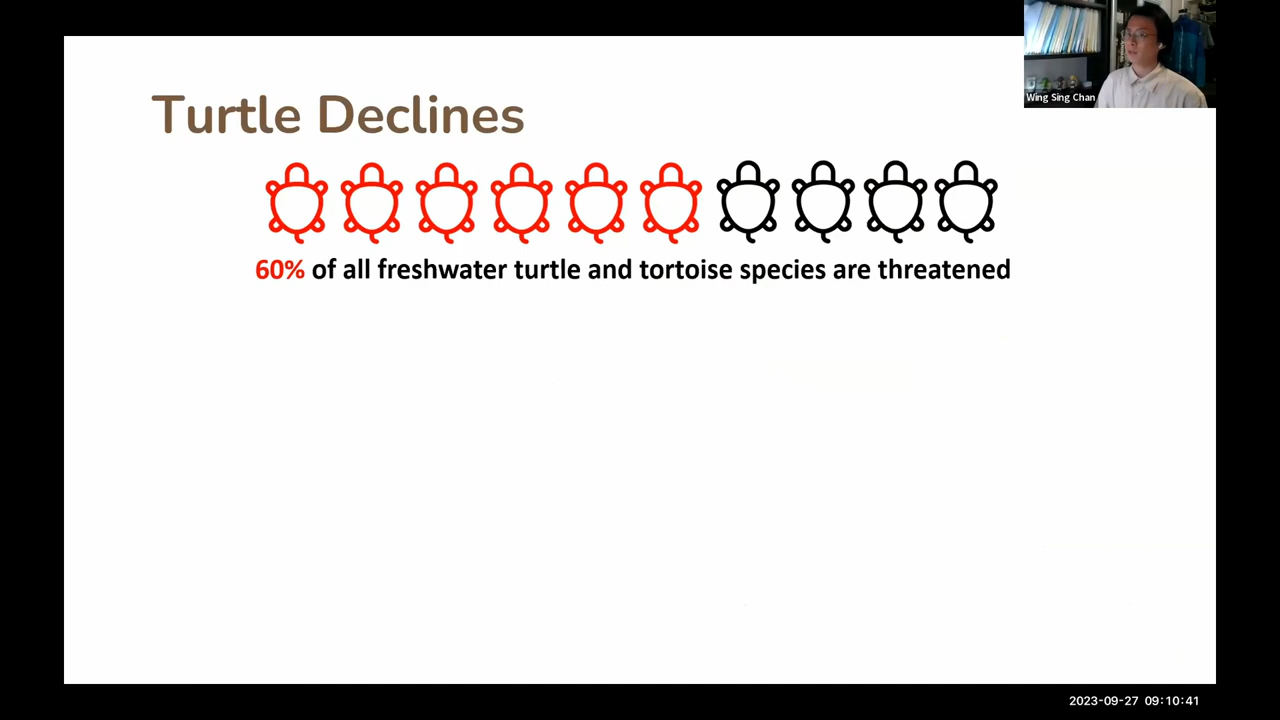 Wing Sing Chan
Turtle Declines
60% of all freshwater turtle and tortoise species are threatened
2023-09-27 09:10:41